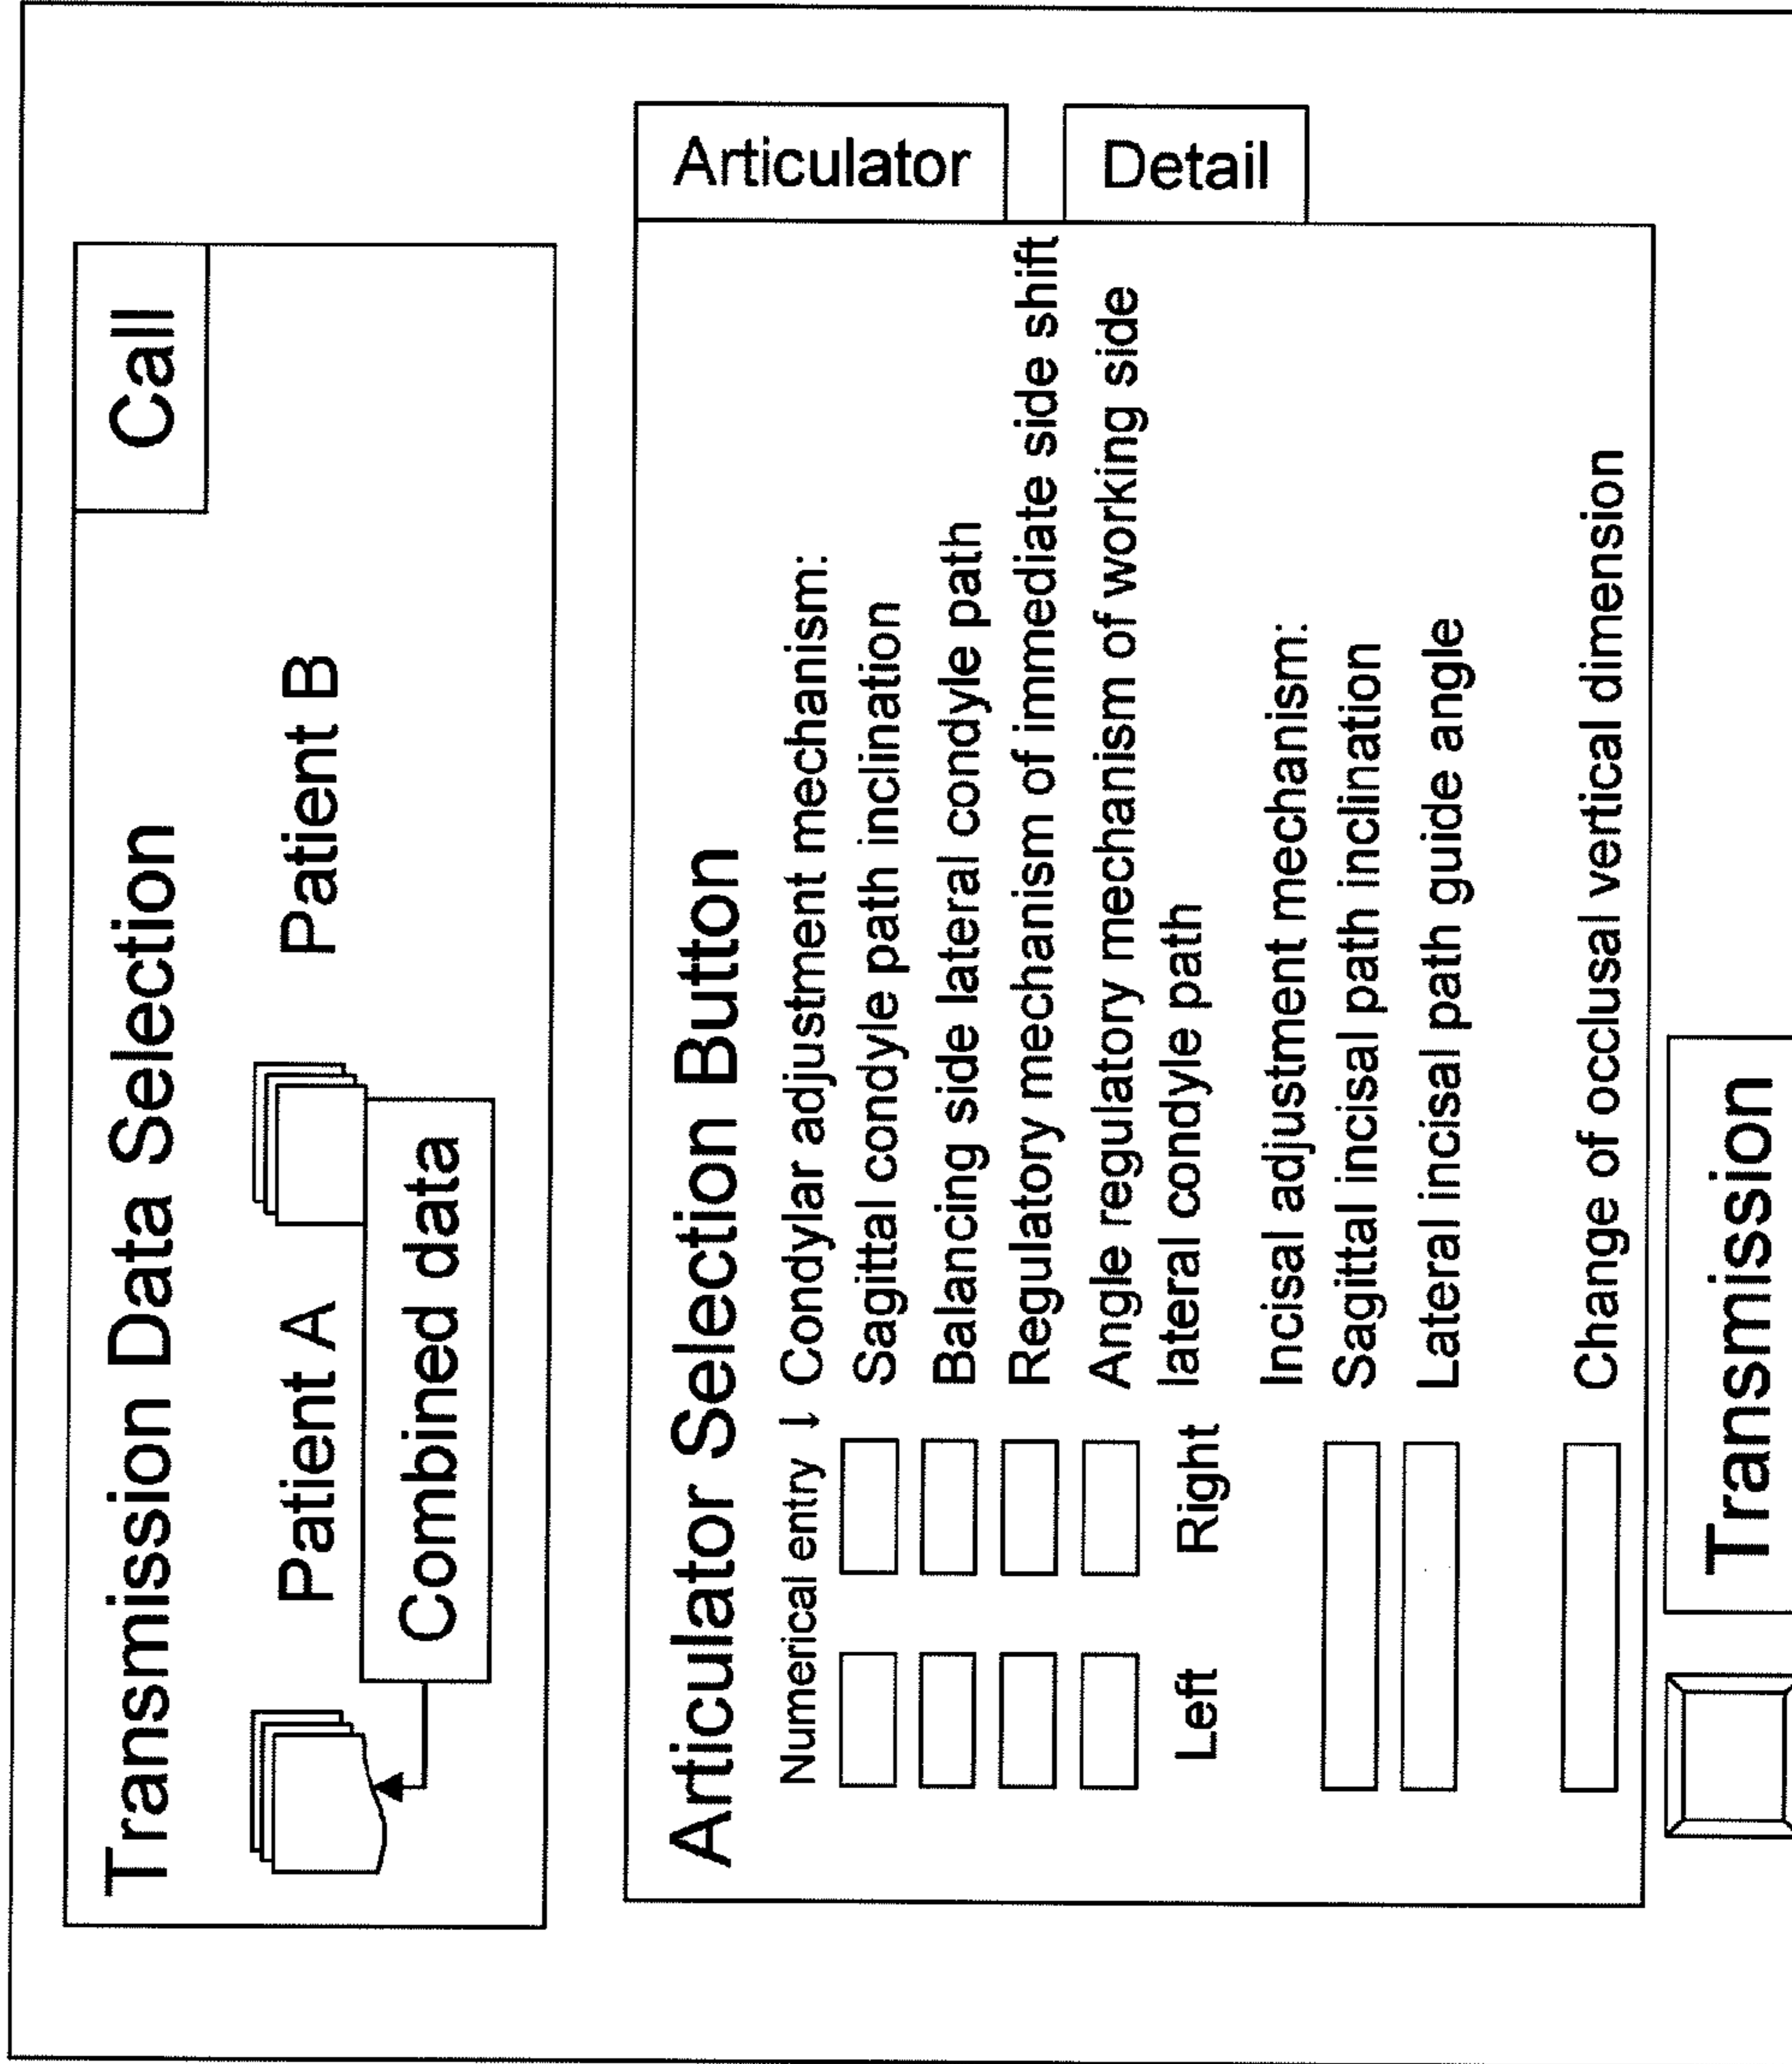 Transmission Data Selection
Call
Patient A
Patient B
Combined data
Articulator Selection Button
Articulator
Numerical entry ↓ Condylar adjustment mechanism:
Sagittal condyle path inclination
Balancing side lateral condyle path
Regulatory mechanism of immediate side shift
Angle regulatory mechanism of working side
Left Right lateral condyle path
Detail
Incisal adjustment mechanism:
Sagittal incisal path inclination
Lateral incisal path guide angle
Change of occlusal vertical dimension
Transmission